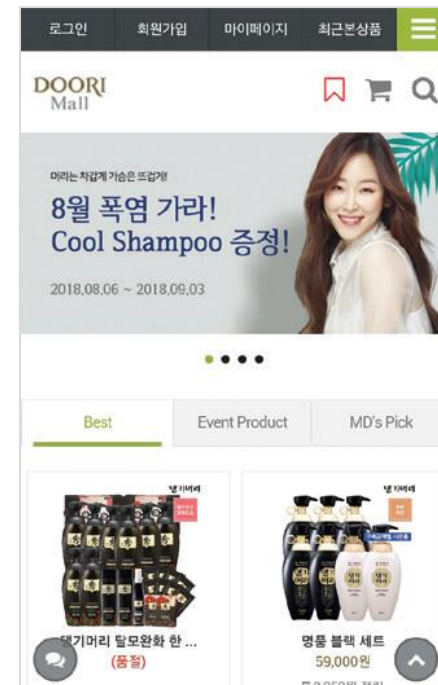 로그인 회원가입 마이페이지 최근본상품
DOORI
Mall
머리는 차갑게 가슴은 뜨겁게!
8월 폭염 가라!
Cool Shampoo 증정!
2018.08.06 ~ 2018.09.03
Best Event Product MD's Pick
댕기머리 댕기머리
댕기머리 탈모완화 한 ... 명품 블랙 세트
(품절) 59,000원